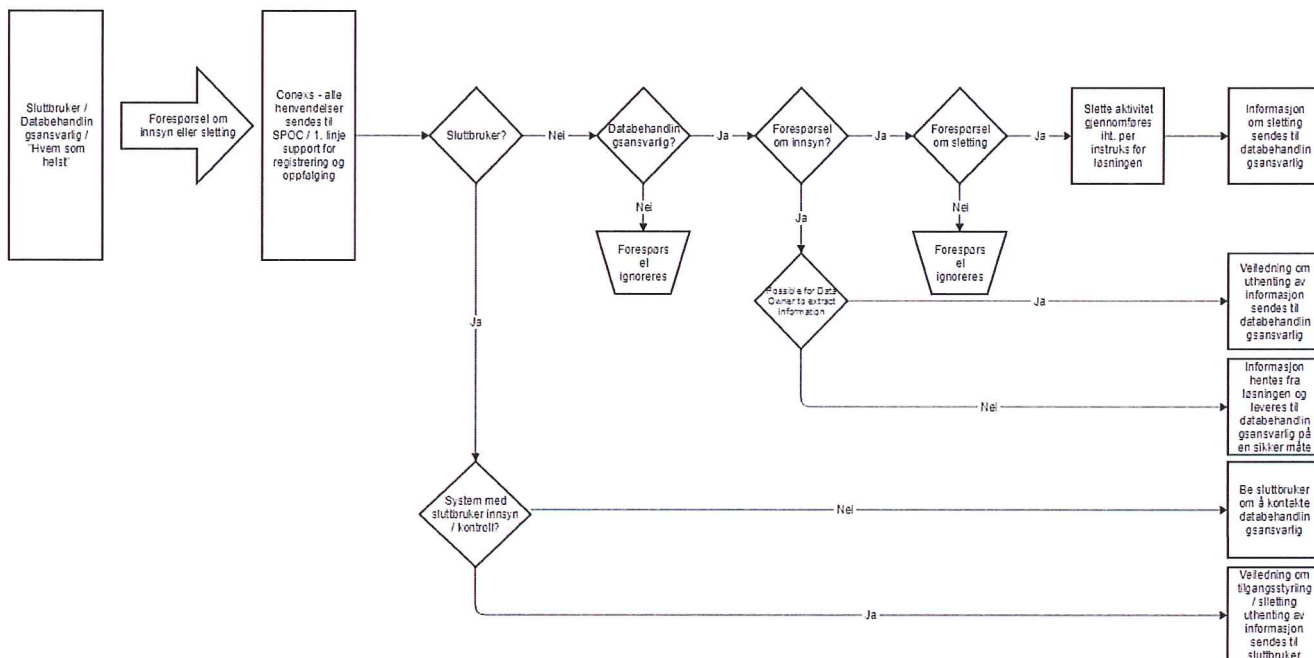 Sluttbruker /
Databehandlin
gsansvarlig /
"Hvem som
helst"
Forespørsel om
innsyn eller sletting
Coneks - alle
henvendelser
sendes til
SPOC / 1. linje
support for
registrering og
oppfølging
Sluttbruker?
Nei
Databehandlin
gsansvarlig?
Ja
Forespørsel
om innsyn?
Ja
Forespørsel
om sletting
Ja
Slette aktivitet
gjennomføres
iht. per
instruks for
løsningen
Informasjon
om sletting
sendes til
databehandlin
gsansvarlig
Nei
Forespørs
el
ignoreres
Ja
Nei
Forespørs
el
ignoreres
Possible for Data
Owner to extract
information
Ja
Veiledning om
uthenting av
informasjon
sendes til
databehandlin
gsansvarlig
Nei
Informasjon
hentes fra
løsningen og
leveres til
databehandlin
gsansvarlig på
en sikker måte
Ja
System med
sluttbruker innsyn
/ kontroll?
Nei
Be sluttbruker
om å kontakte
databehandlin
gsansvarlig
Ja
Veiledning om
tilgangsstyring
/ slletting
uthenting av
informasjon
sendes til
sluttbruker